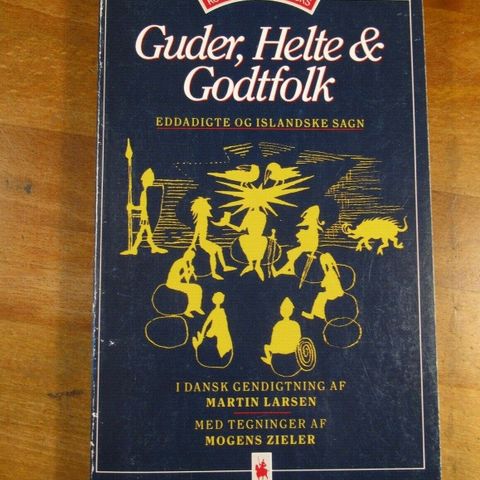 Guder, Helte &
Godtfolk
EDDADIGTE OG ISLANDSKE SAGN
I DANSK GENDIGTNING AF
MARTIN LARSEN
MED TEGNINGER AF
MOGENS ZIELER